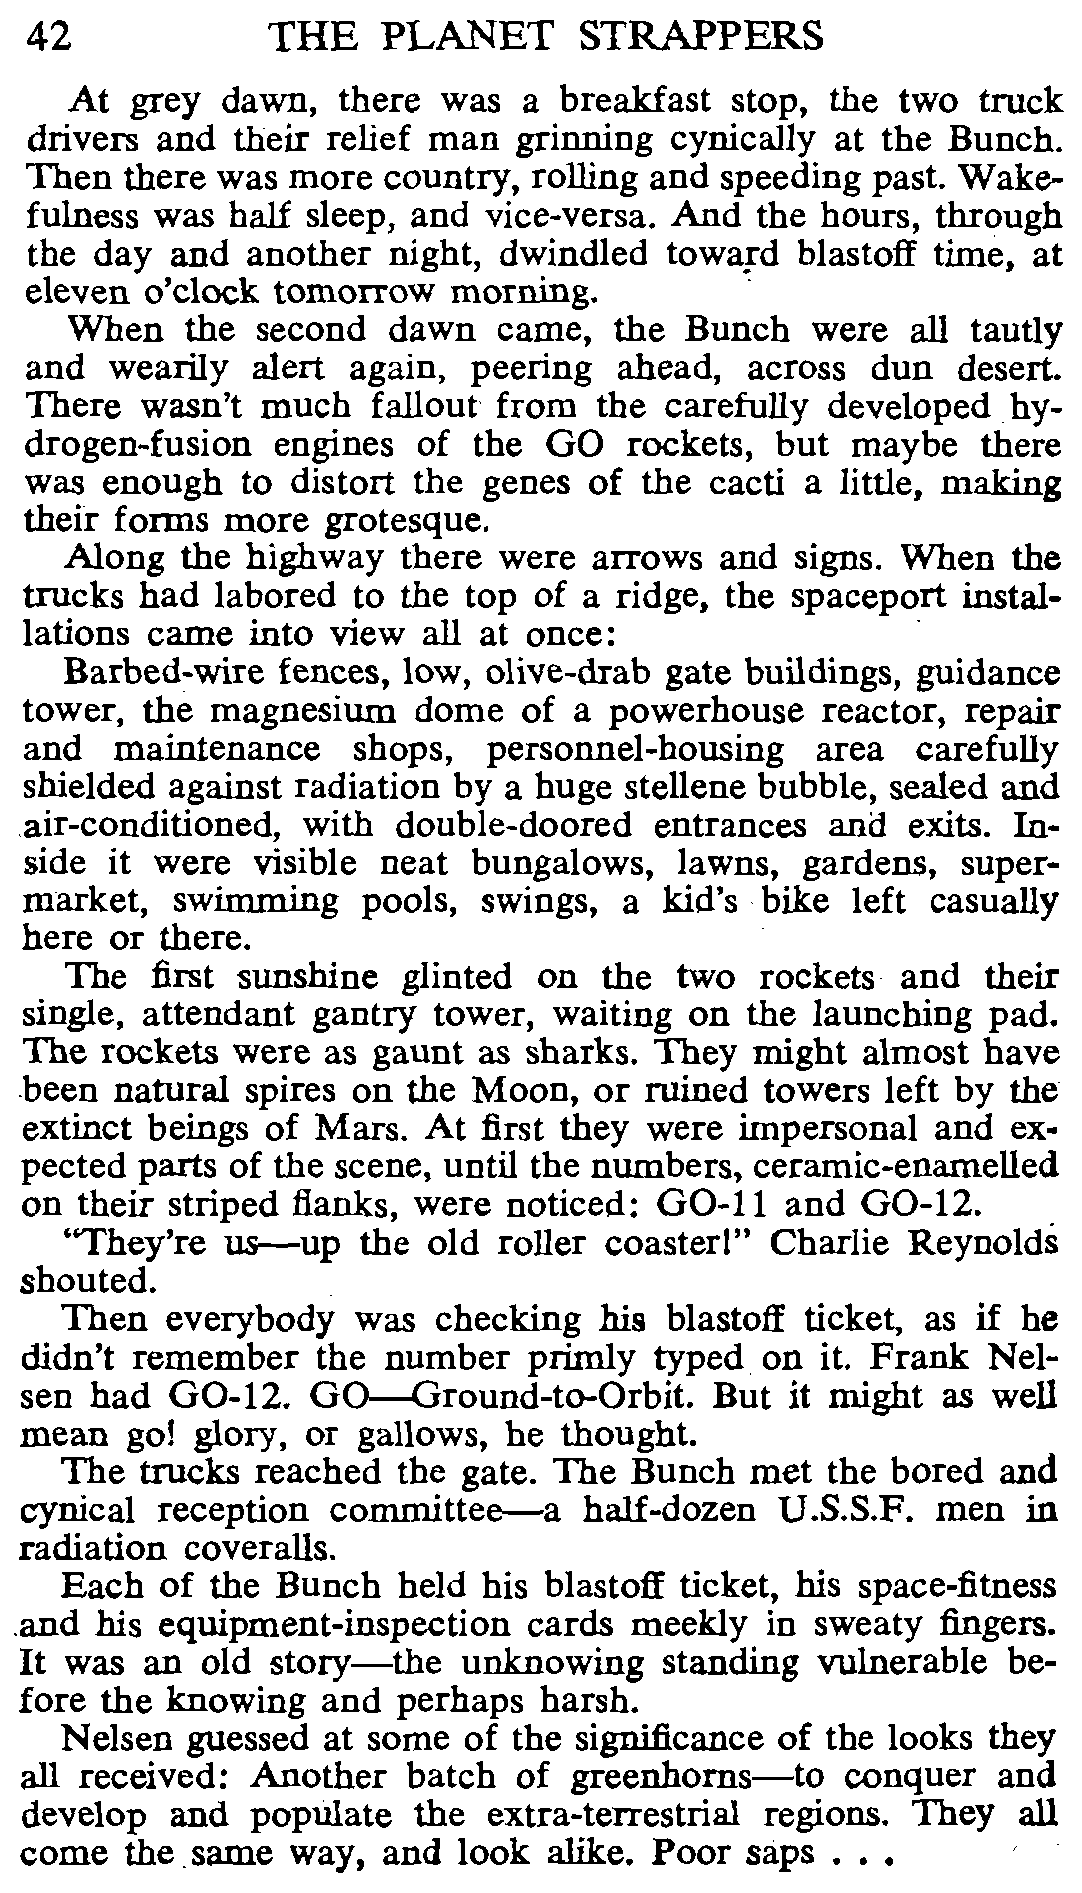 42 THE PLANET STRAPPERS
At grey dawn, there was a breakfast stop, the two truck
drivers and their relief man grinning cynically at the Bunch.
Then there was more country, rolling and speeding past. Wake-
fulness was half sleep, and vice-versa. And the hours, through
the day and another night, dwindled toward blastoff time, at
eleven o'clock tomorrow morning.
When the second dawn came, the Bunch were all tautly
and wearily alert again, peering ahead, across dun desert.
There wasn't much fallout from the carefully developed hy-
drogen-fusion engines of the GO rockets, but maybe there
was enough to distort the genes of the cacti a little, making
their forms more grotesque.
Along the highway there were arrows and signs. When the
trucks had labored to the top of a ridge, the spaceport instal-
lations came into view all at once:
Barbed-wire fences, low, olive-drab gate buildings, guidance
tower, the magnesium dome of a powerhouse reactor, repair
and maintenance shops, personnel-housing area carefully
shielded against radiation by a huge stellene bubble, sealed and
air-conditioned, with double-doored entrances and exits. In-
side it were visible neat bungalows, lawns, gardens, super-
market, swimming pools, swings, a kid's bike left casually
here or there.
The first sunshine glinted on the two rockets and their
single, attendant gantry tower, waiting on the launching pad.
The rockets were as gaunt as sharks. They might almost have
been natural spires on the Moon, or ruined towers left by the
extinct beings of Mars. At first they were impersonal and ex-
pected parts of the scene, until the numbers, ceramic-enamelled
on their striped flanks, were noticed: GO-11 and GO-12.
"They're us—up the old roller coaster!" Charlie Reynolds
shouted.
Then everybody was checking his blastoff ticket, as if he
didn't remember the number primly typed on it. Frank Nel-
sen had GO-12. GO—Ground-to-Orbit. But it might as well
mean go! glory, or gallows, he thought.
The trucks reached the gate. The Bunch met the bored and
cynical reception committee—a half-dozen U.S.S.F. men in
radiation coveralls.
Each of the Bunch held his blastoff ticket, his space-fitness
and his equipment-inspection cards meekly in sweaty fingers.
It was an old story—the unknowing standing vulnerable be-
fore the knowing and perhaps harsh.
Nelsen guessed at some of the significance of the looks they
all received: Another batch of greenhorns—to conquer and
develop and populate the extra-terrestrial regions. They all
come the same way, and look alike. Poor saps . . .